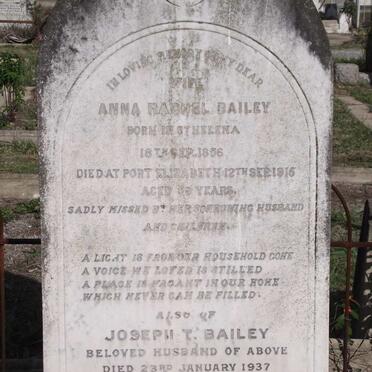 IN LOVING MEMORY OF MY DEAR
WIFE
ANNA RACHEL BAILEY
BORN IN ST HELENA
18TH SEP. 1856
DIED AT PORT ELIZABETH 12TH SEP. 1916
AGED 59 YEARS.
SADLY MISSED BY HER SORROWING HUSBAND
AND CHILDREN.
A LIGHT IS FROM OUR HOUSEHOLD GONE
A VOICE WE LOVED IS STILLED
A PLACE IS VACANT IN OUR HOME
WHICH NEVER CAN BE FILLED.
ALSO OF
JOSEPH T. BAILEY
BELOVED HUSBAND OF ABOVE
DIED 23RD JANUARY 1937